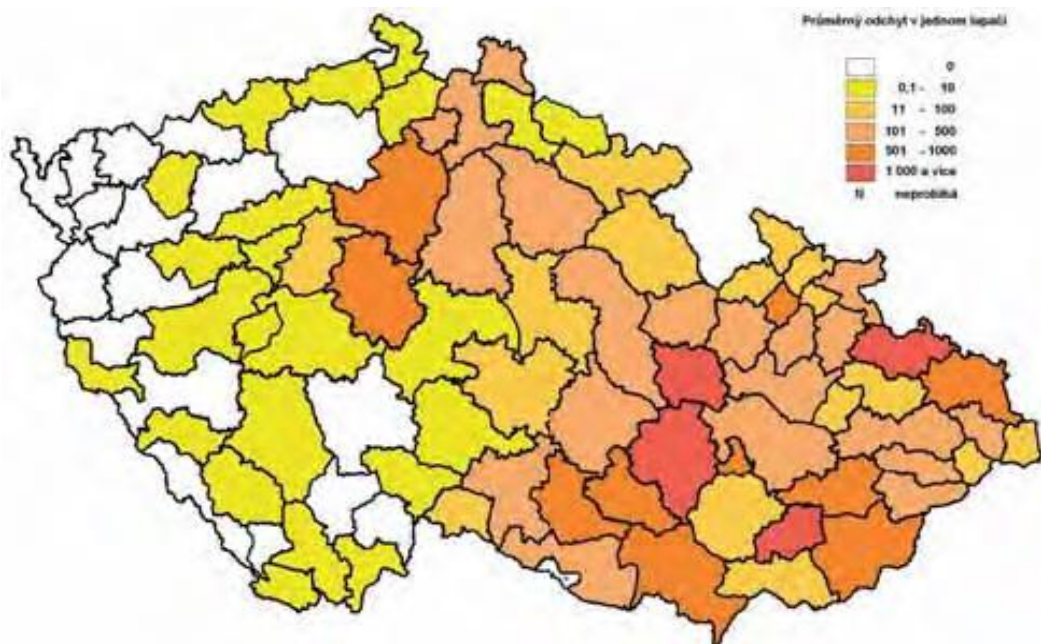 Průměrný odchyt v jednom lapači
0
0,1 - 10
11 - 100
101 - 500
501 - 1000
1 000 a více
neprobíhá